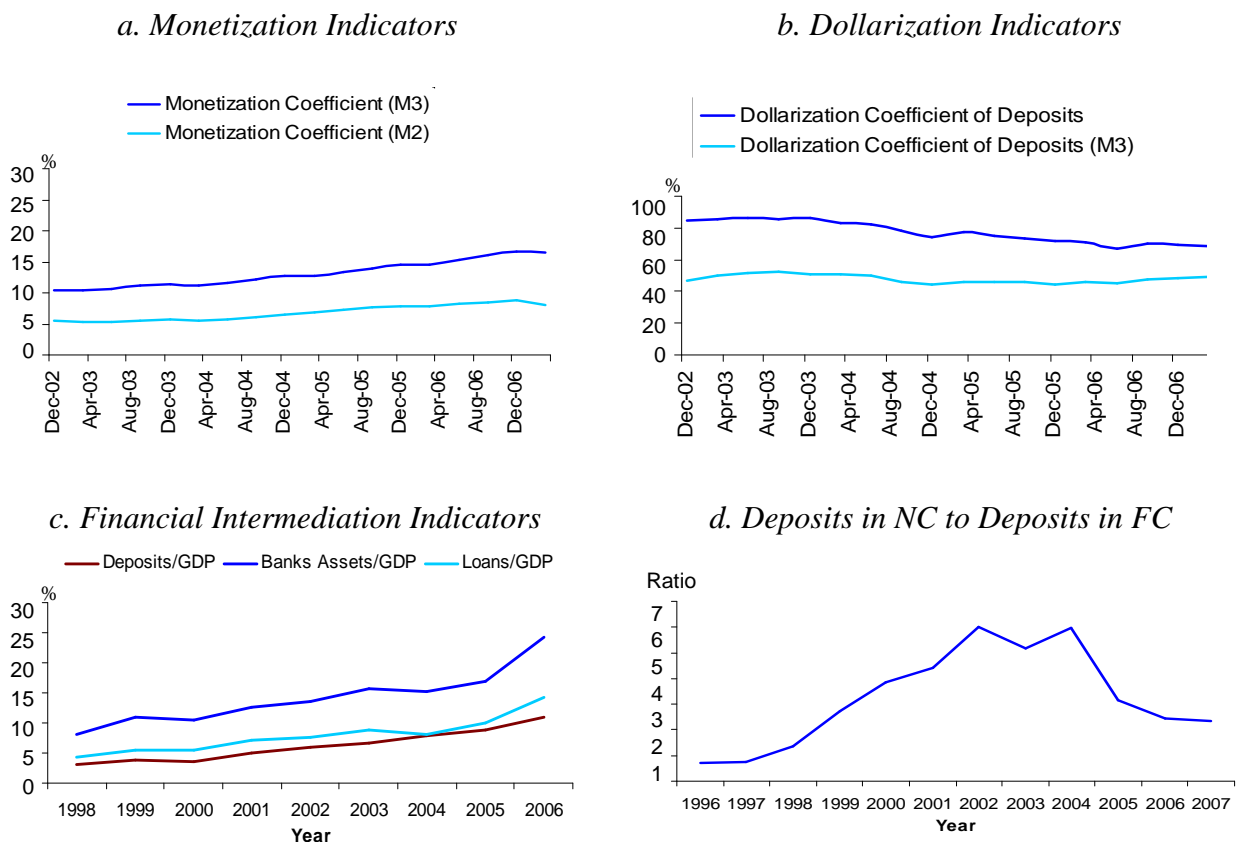 a. Monetization Indicators
Monetization Coefficient (M3)
Monetization Coefficient (M2)
%
30
25
20
15
10
5
0
Dec-02
Apr-03
Aug-03
Dec-03
Apr-04
Aug-04
Dec-04
Apr-05
Aug-05
Dec-05
Apr-06
Aug-06
Dec-06
b. Dollarization Indicators
Dollarization Coefficient of Deposits
Dollarization Coefficient of Deposits (M3)
%
100
80
60
40
20
0
Dec-02
Apr-03
Aug-03
Dec-03
Apr-04
Aug-04
Dec-04
Apr-05
Aug-05
Dec-05
Apr-06
Aug-06
Dec-06
c. Financial Intermediation Indicators
Deposits/GDP Banks Assets/GDP Loans/GDP
%
30
25
20
15
10
5
0
1998 1999 2000 2001 2002 2003 2004 2005 2006
Year
d. Deposits in NC to Deposits in FC
Ratio
7
6
5
4
3
2
1
1996 1997 1998 1999 2000 2001 2002 2003 2004 2005 2006 2007
Year